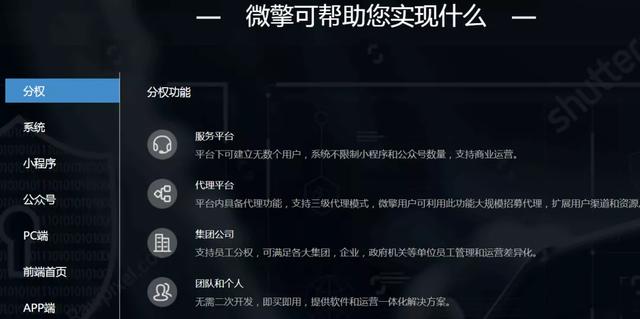 — 微擎可帮助您实现什么 —
分权
系统
小程序
公众号
PC端
前端首页
APP端
分权功能
服务平台
平台下可建立无数个用户，系统不限制小程序和公众号数量，支持商业运营。
代理平台
平台内具备代理功能，支持三级代理模式，微擎用户可利用此功能大规模招募代理，扩展用户渠道和资源。
集团公司
支持员工分权，可满足各大集团，企业，政府机关等单位员工管理和运营差异化。
团队和个人
无需二次开发，即买即用，提供软件和运营一体化解决方案。
shutter